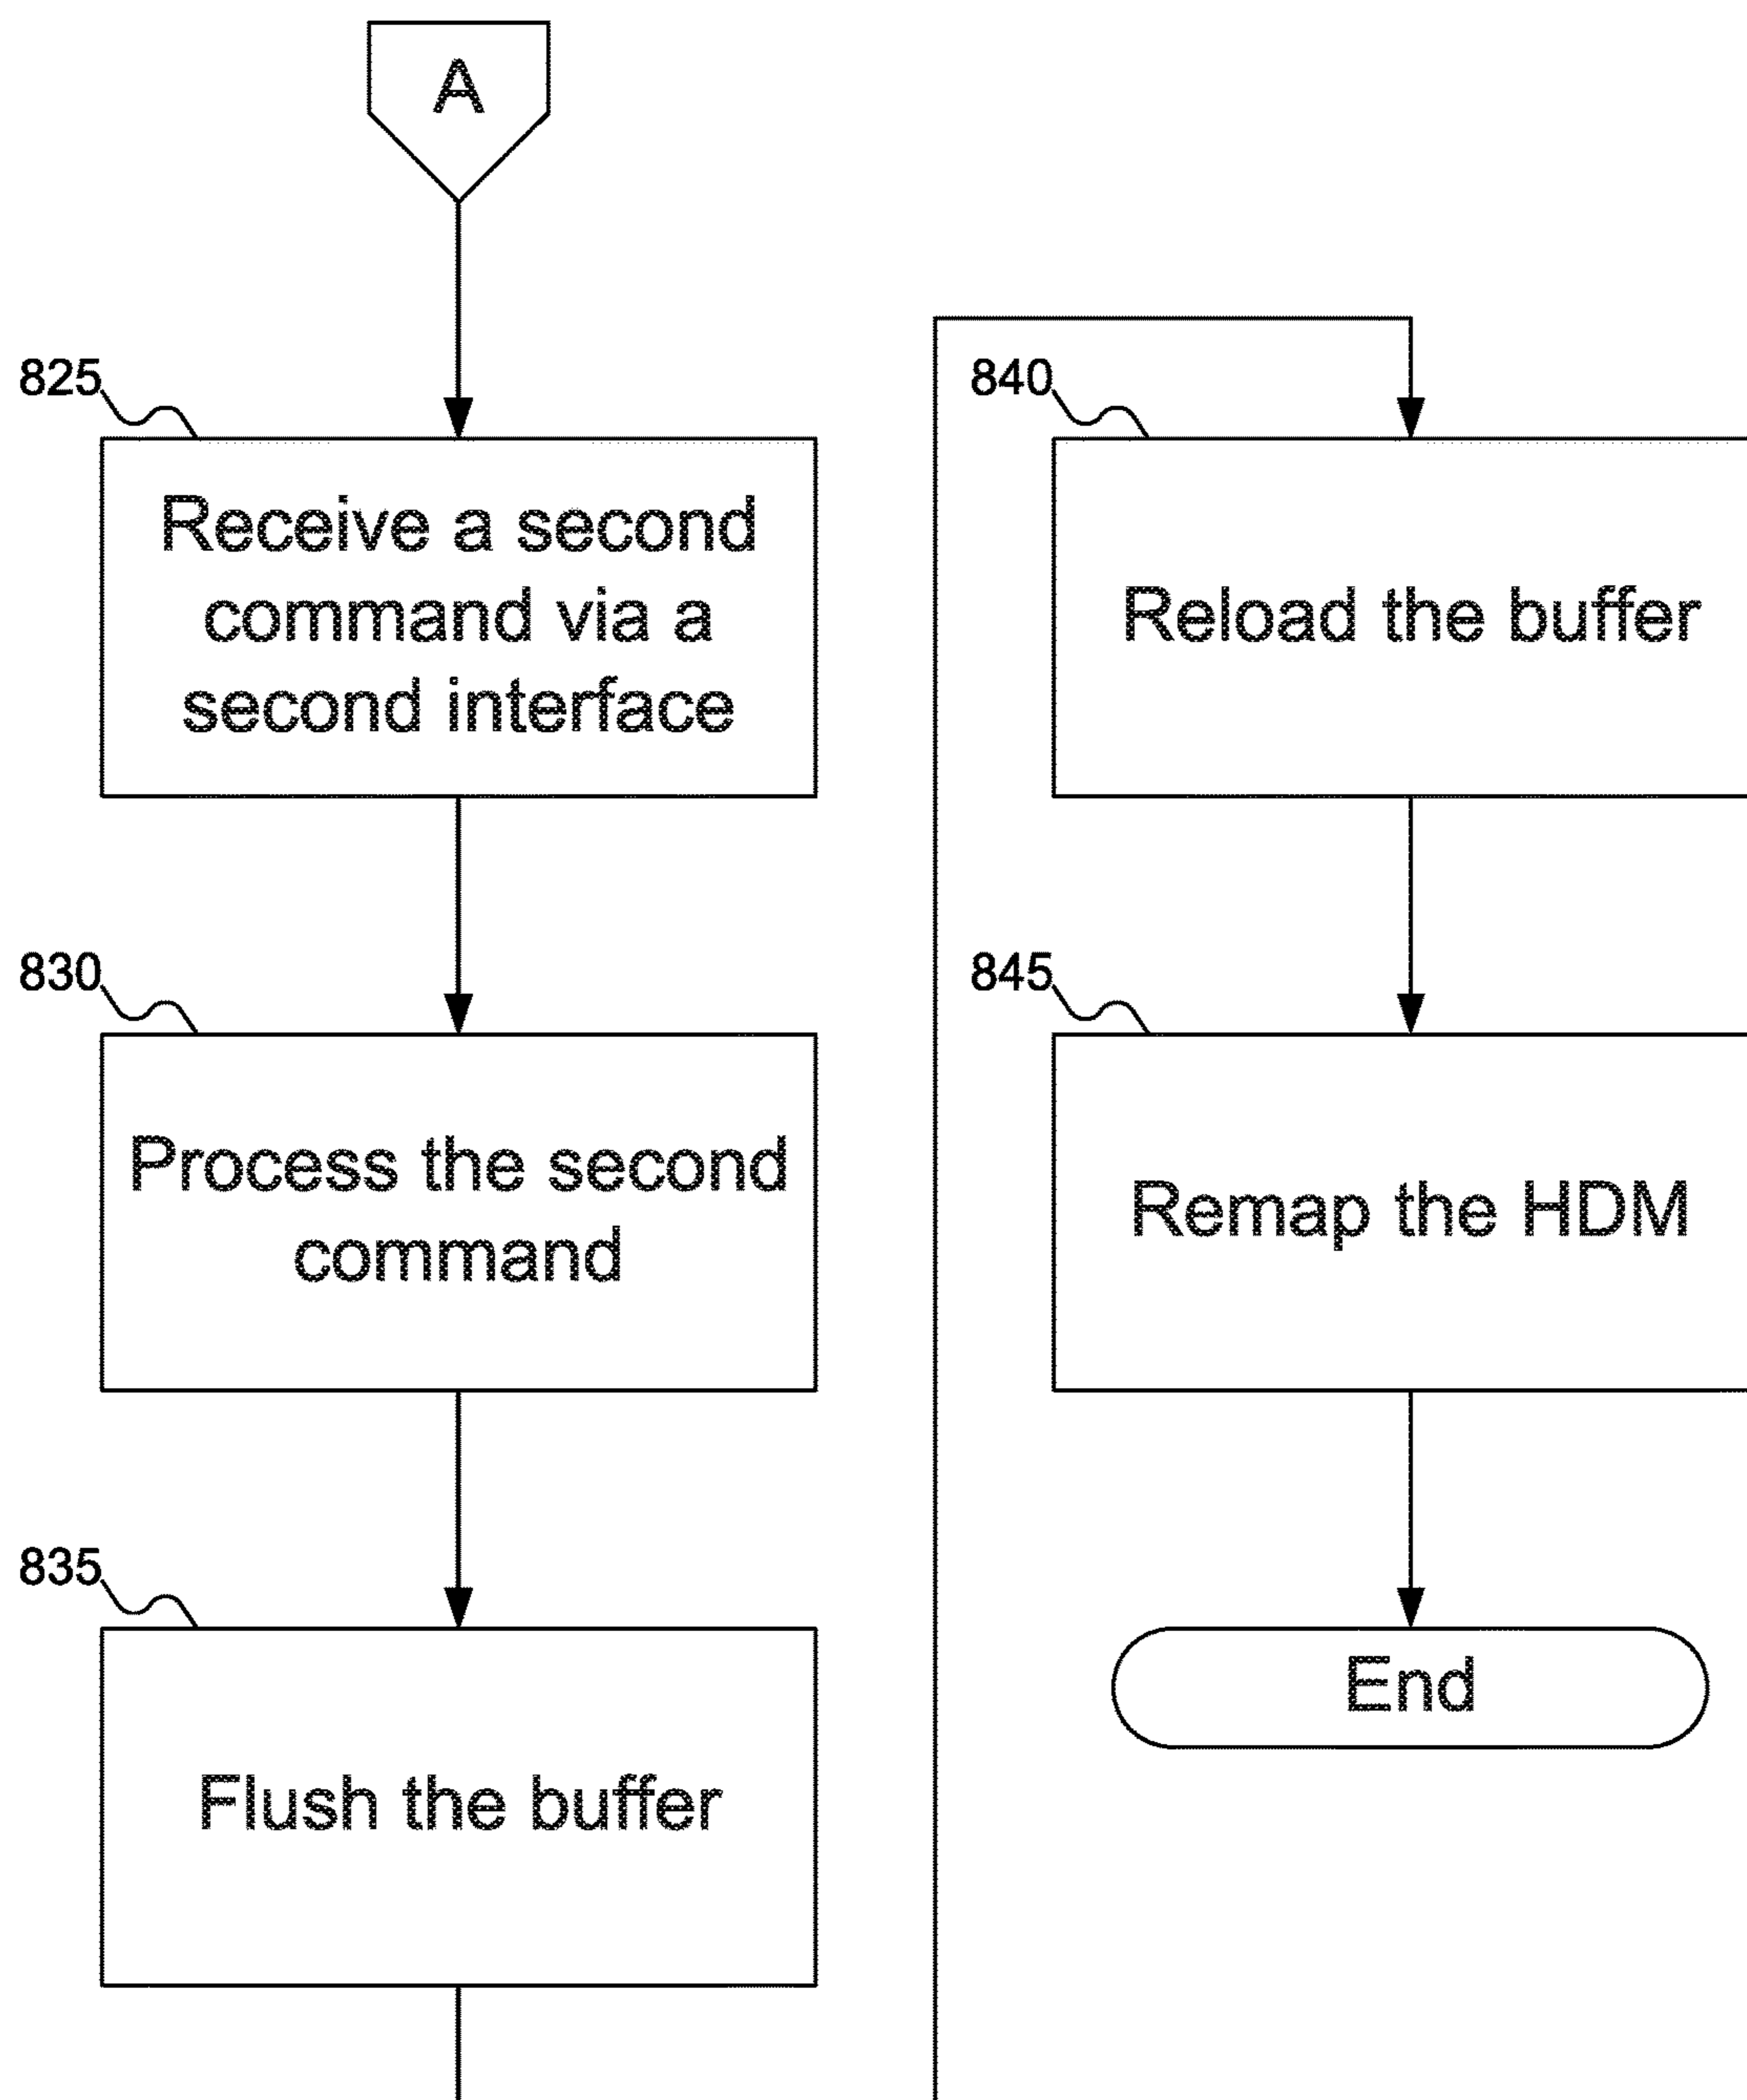 A
825
Receive a second
command via a
second interface
830
Process the second
command
835
Flush the buffer
840
Reload the buffer
845
Remap the HDM
End